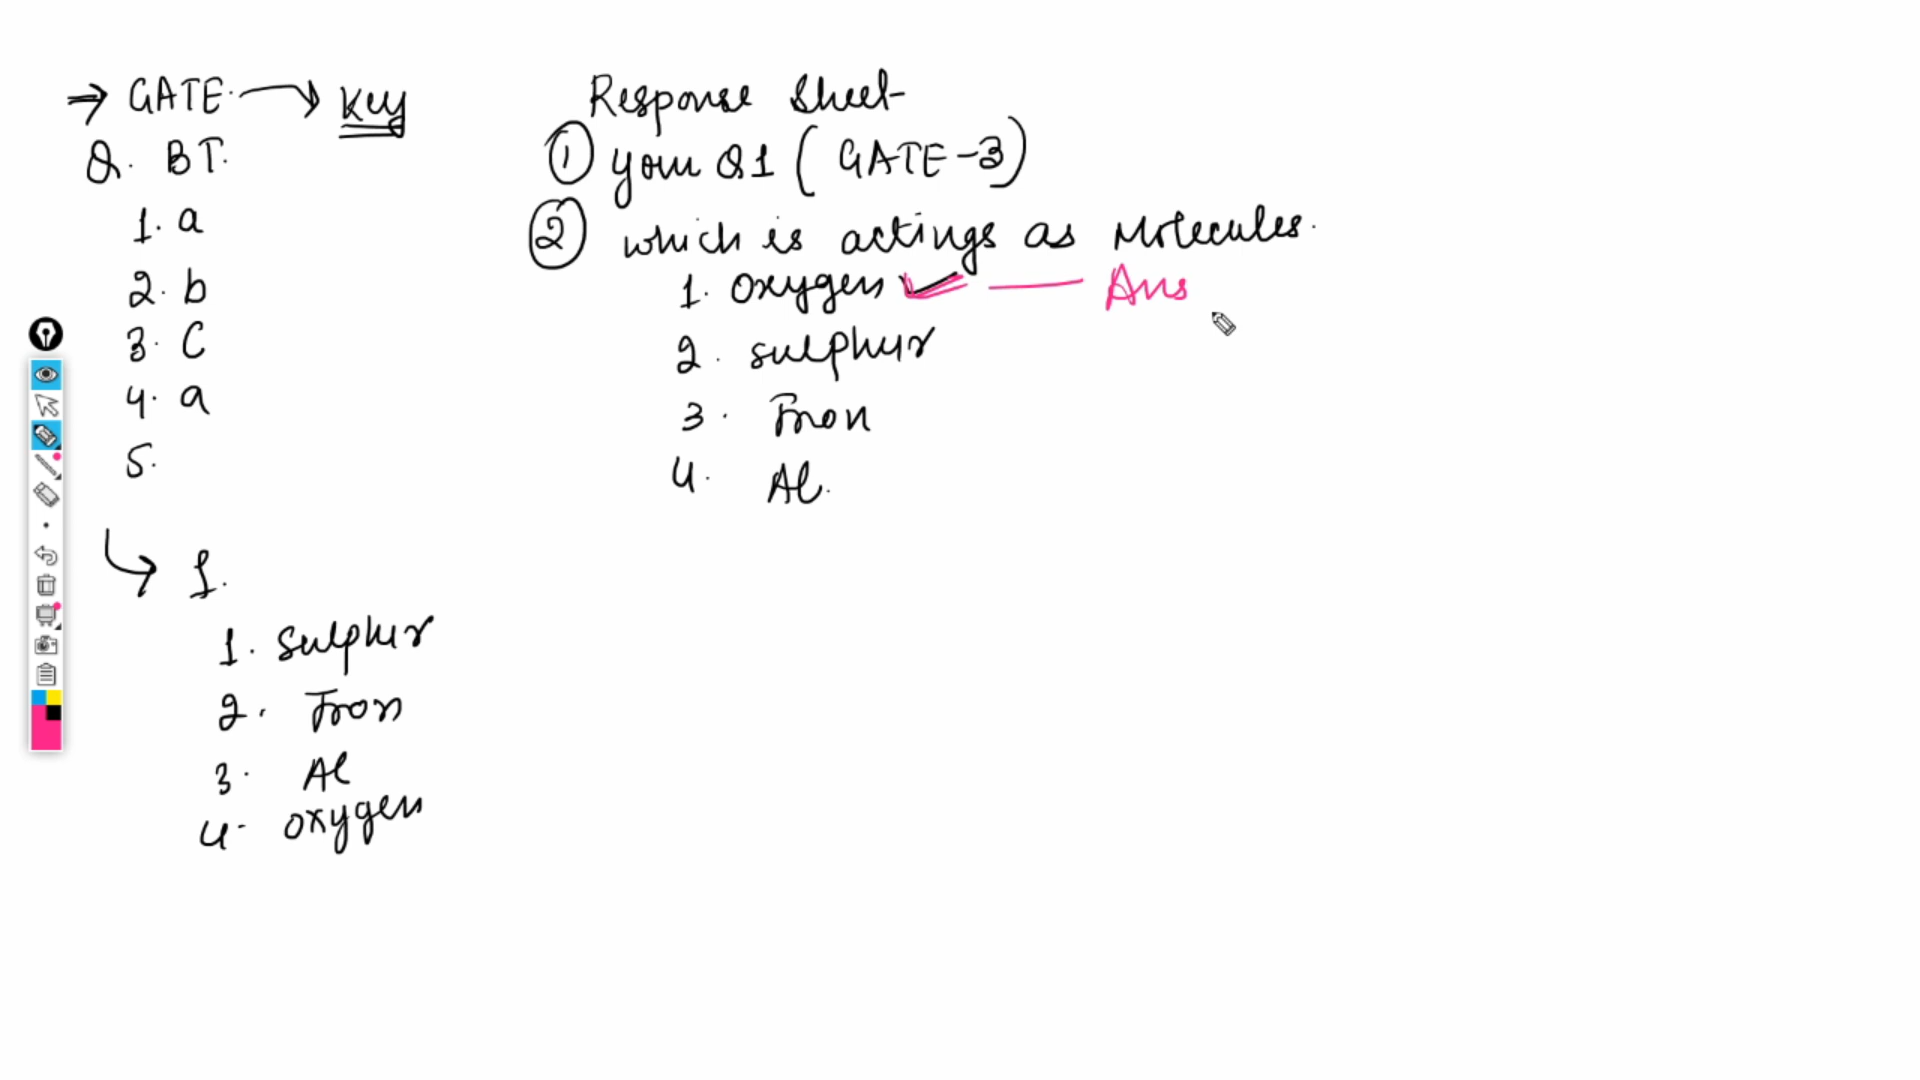 ⇒ GATE. → Key
Q. BT.
1. a
2. b
3. C
4. a
5.
↳ 1.
1. Sulphur
2. Iron
3. Al
4. oxygen
Response Sheet
① your Q1 (GATE-3)
② which is actings as Molecules.
1. Oxygen ✓ — Ans
2. Sulphur
3. Iron
4. Al.